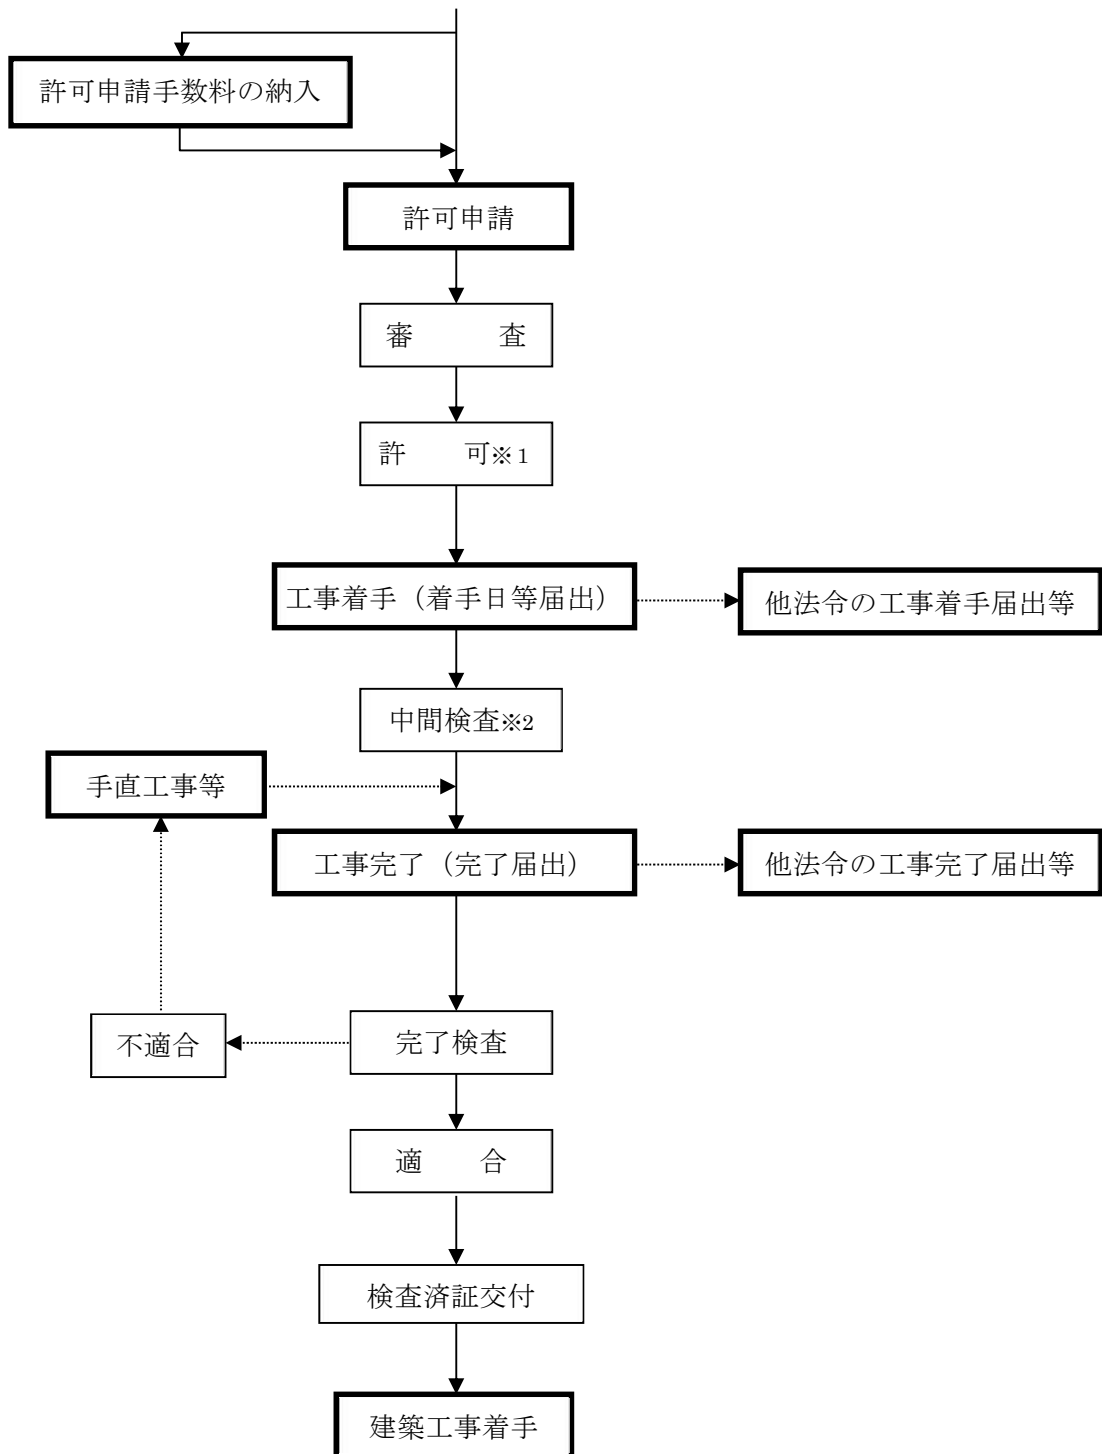 許可申請手数料の納入
許可申請
審　　　査
許　　可※1
工事着手（着手日等届出）
他法令の工事着手届出等
中間検査※2
手直工事等
工事完了（完了届出）
他法令の工事完了届出等
不適合
完了検査
適　　合
検査済証交付
建築工事着手